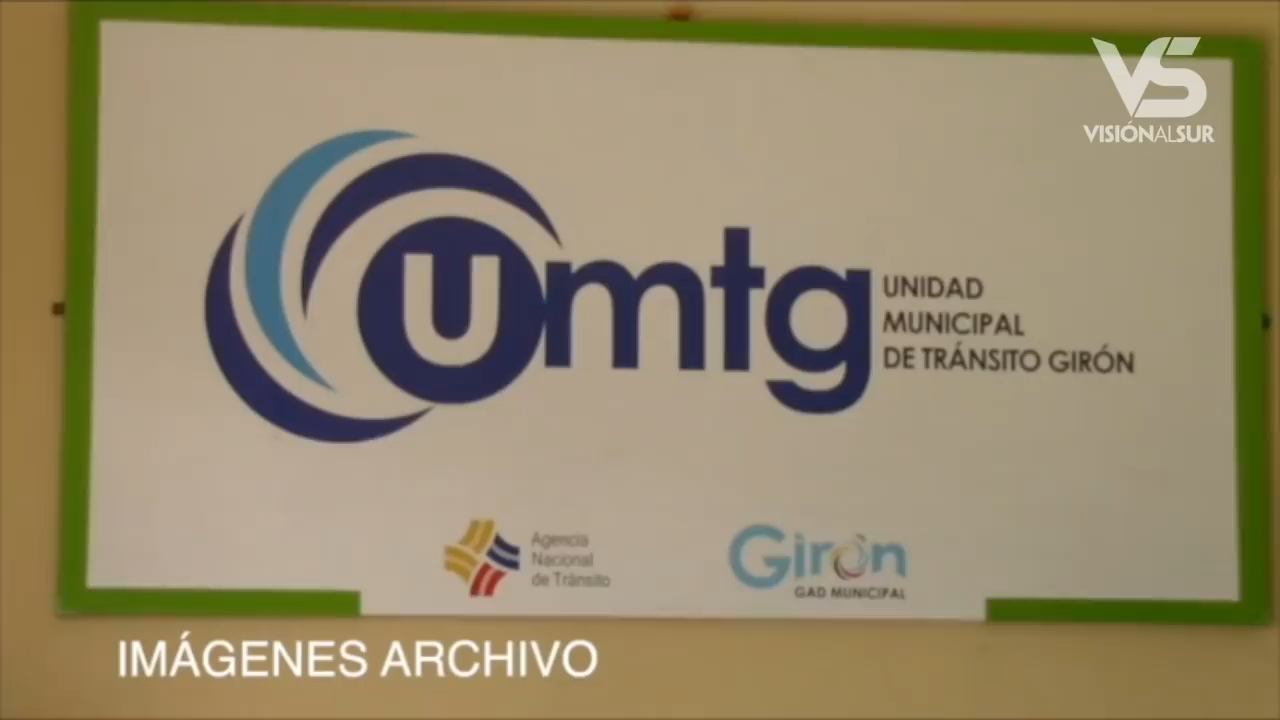 VS
VISIÓNALSUR
umtg
UNIDAD
MUNICIPAL
DE TRÁNSITO GIRÓN
Agencia
Nacional
de Tránsito
Girón
GAD MUNICIPAL
IMÁGENES ARCHIVO